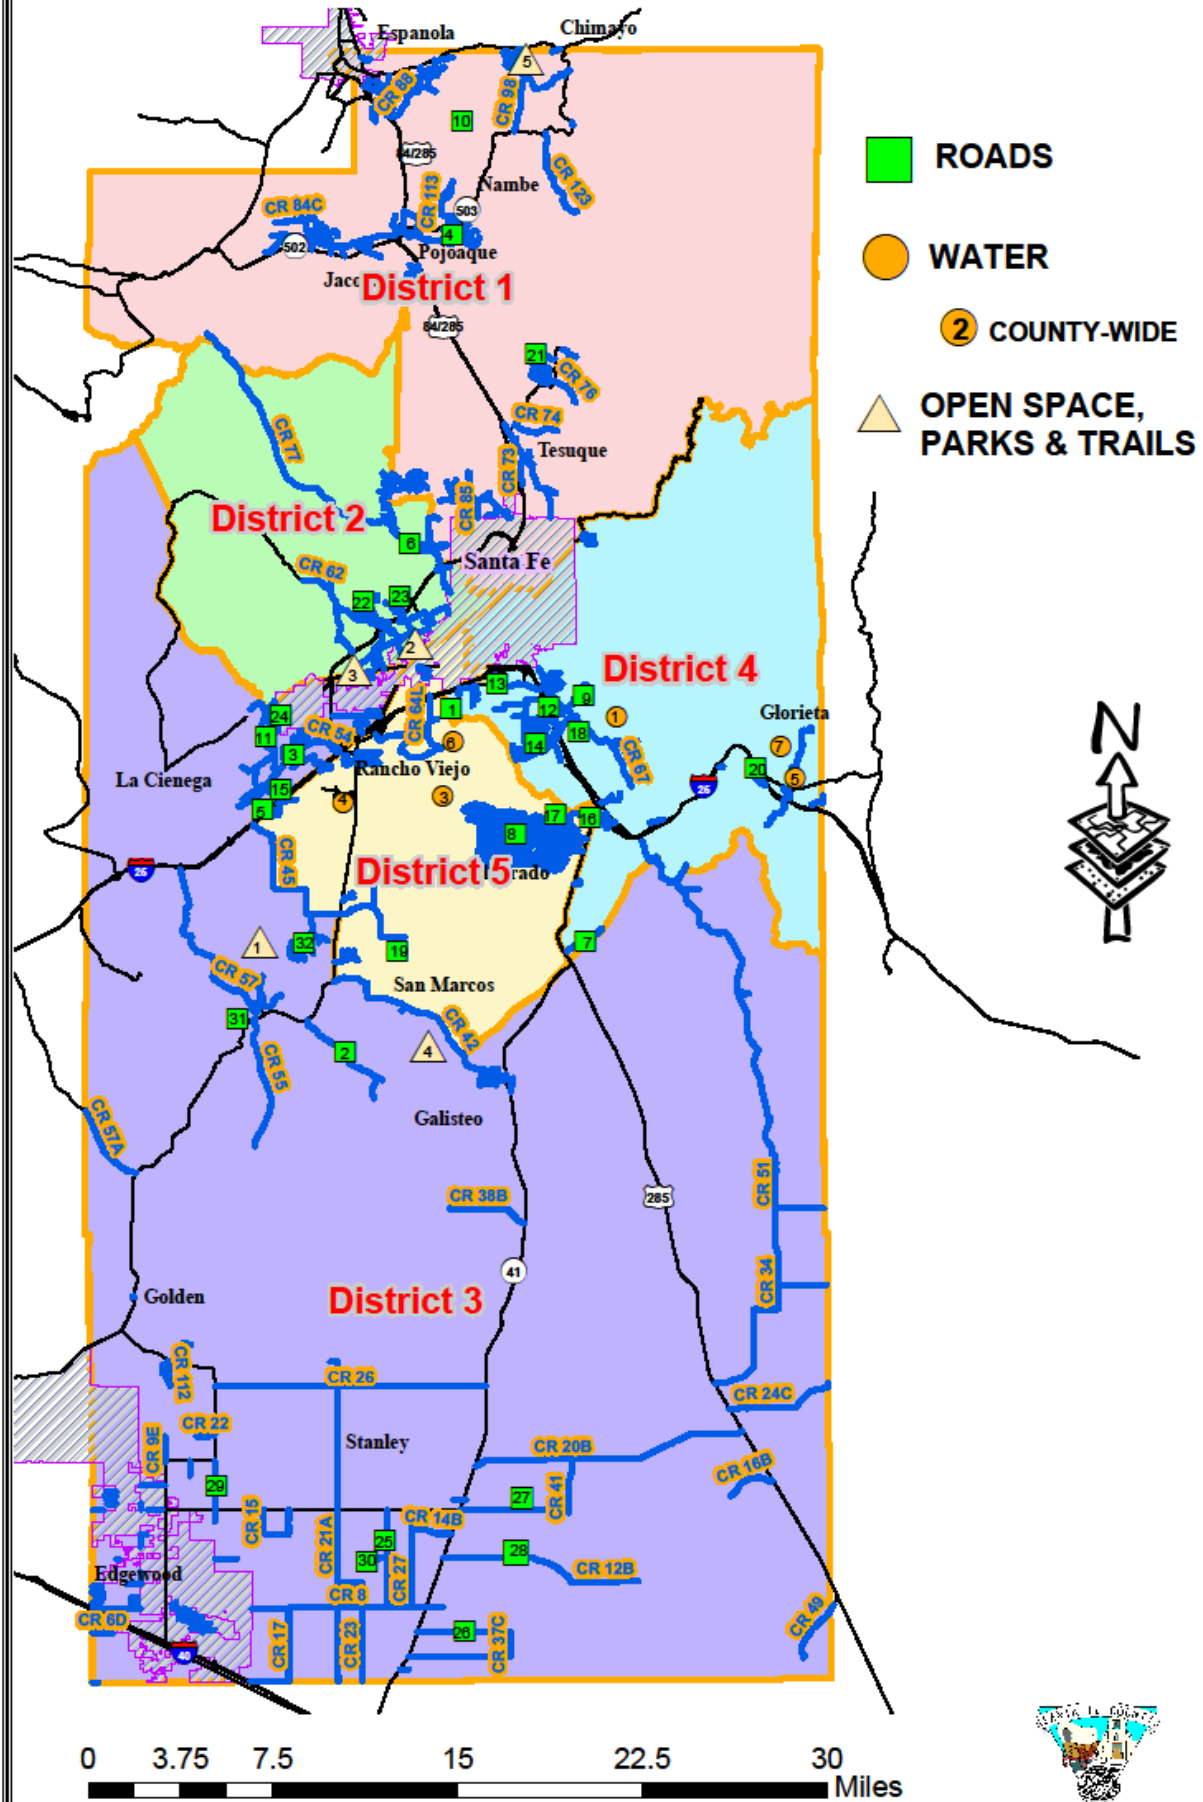 Espanola
Chimayo
5
CR 88
CR 98
10
84/285
CR 123
Nambe
CR 113
503
CR 84C
502
4
Pojoaque
District 1
84/285
21
CR 76
CR 74
Tesuque
CR 73
CR 77
CR 85
District 2
6
Santa Fe
CR 62
22
23
2
3
District 4
13
9
24
CR 64L
1
12
1
Glorieta
CR 54
18
11
6
14
7
3
CR 67
La Cienega
Rancho Viejo
20
5
25
15
4
3
5
17
16
8
CR 45
District 5
25
1
32
19
7
CR 57
San Marcos
31
CR 42
2
4
CR 55
Galisteo
CR 57A
CR 51
CR 38B
285
41
CR 34
Golden
District 3
CR 112
CR 26
CR 24C
CR 22
CR 9E
Stanley
CR 20B
CR 16B
29
27
CR 41
CR 15
CR 14B
CR 21A
25
30
28
CR 27
CR 12B
Edgewood
CR 8
CR 6D
CR 49
CR 17
CR 23
26
CR 37C
40
ROADS
WATER
2 COUNTY-WIDE
OPEN SPACE,
PARKS & TRAILS
N
0 3.75 7.5 15 22.5 30
Miles